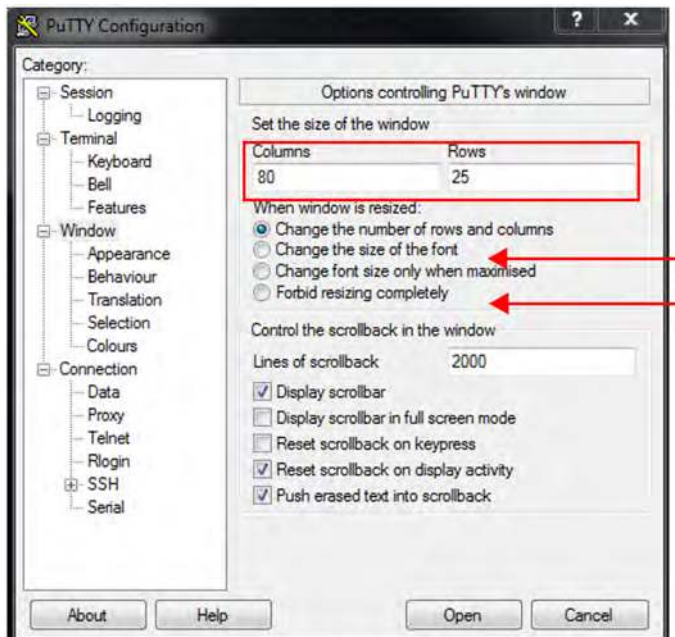 PuTTY Configuration
? x
Category:
Session
Logging
Terminal
Keyboard
Bell
Features
Window
Appearance
Behaviour
Translation
Selection
Colours
Connection
Data
Proxy
Telnet
Rlogin
SSH
Serial
Options controlling PuTTY's window
Set the size of the window
Columns Rows
80 25
When window is resized:
Change the number of rows and columns
Change the size of the font
Change font size only when maximised
Forbid resizing completely
Control the scrollback in the window
Lines of scrollback 2000
Display scrollbar
Display scrollbar in full screen mode
Reset scrollback on keypress
Reset scrollback on display activity
Push erased text into scrollback
About Help Open Cancel